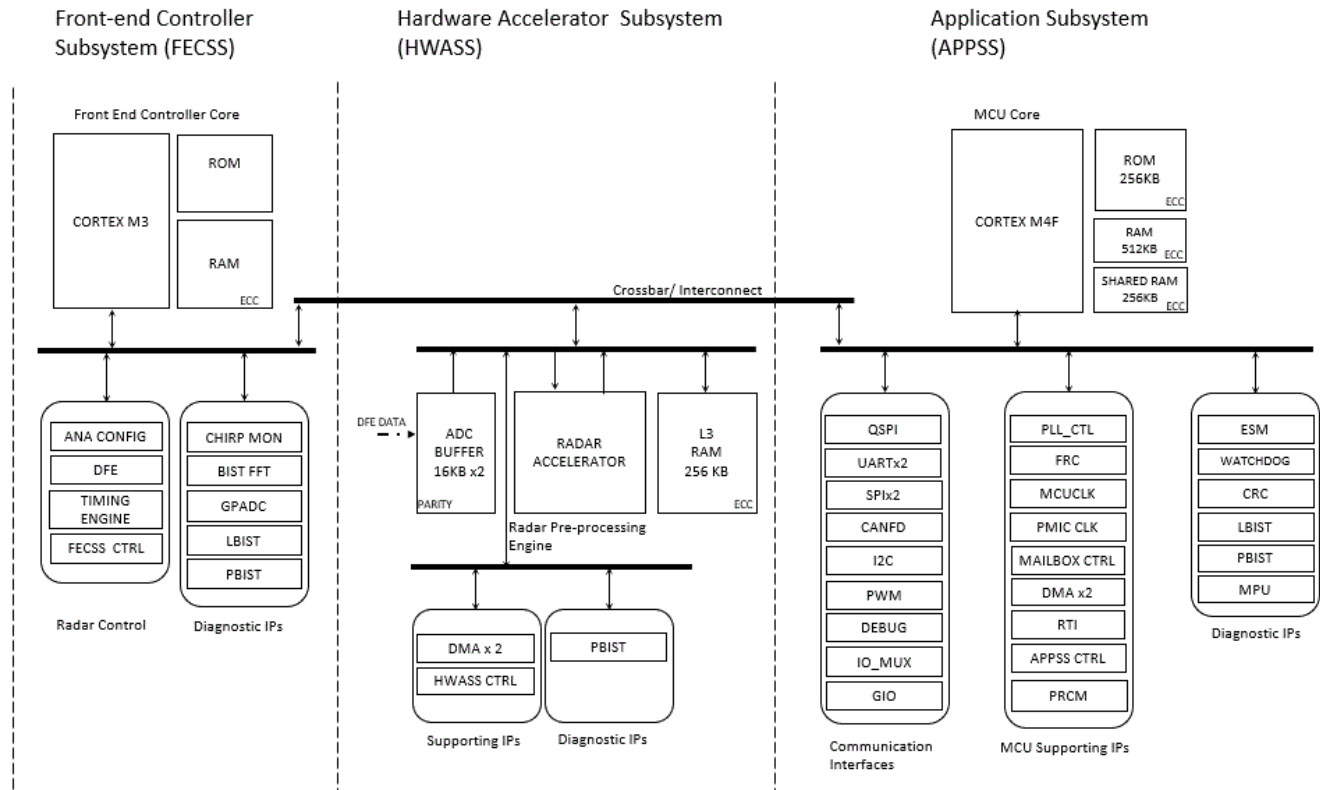 Front-end Controller
Subsystem (FECSS)
Hardware Accelerator Subsystem
(HWASS)
Application Subsystem
(APPSS)
Front End Controller Core
CORTEX M3
ROM
RAM
ECC
MCU Core
CORTEX M4F
ROM
256KB
ECC
RAM
512KB
ECC
SHARED RAM
256KB
ECC
Crossbar/ Interconnect
ANA CONFIG
DFE
TIMING
ENGINE
FECSS CTRL
Radar Control
CHIRP MON
BIST FFT
GPADC
LBIST
PBIST
Diagnostic IPs
DFE DATA
ADC
BUFFER
16KB x2
PARITY
RADAR
ACCELERATOR
L3
RAM
256 KB
ECC
Radar Pre-processing
Engine
DMA x 2
HWASS CTRL
Supporting IPs
PBIST
Diagnostic IPs
QSPI
UARTx2
SPIx2
CANFD
I2C
PWM
DEBUG
IO_MUX
GIO
Communication
Interfaces
PLL_CTL
FRC
MCUCLK
PMIC CLK
MAILBOX CTRL
DMA x2
RTI
APPSS CTRL
PRCM
MCU Supporting IPs
ESM
WATCHDOG
CRC
LBIST
PBIST
MPU
Diagnostic IPs